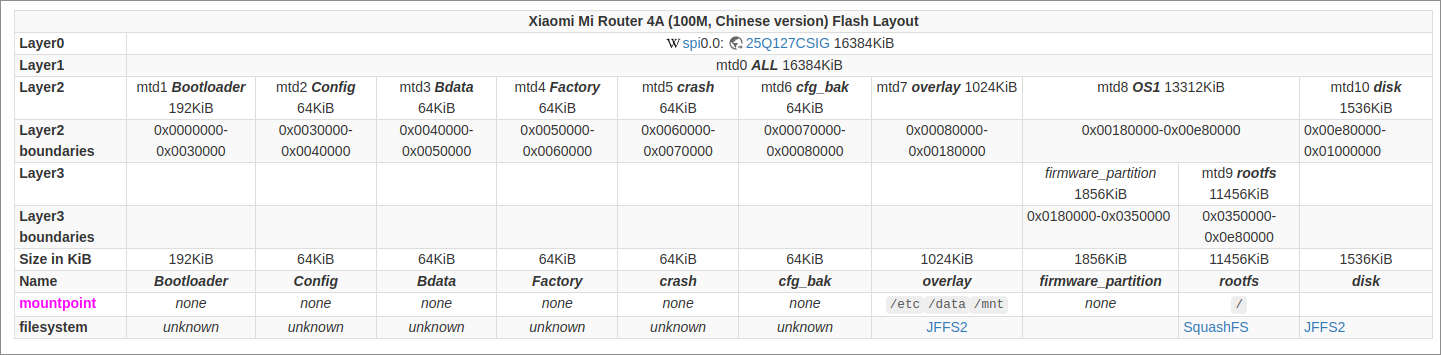 Xiaomi Mi Router 4A (100M, Chinese version) Flash Layout
Layer0 spi0.0: 25Q127CSIG 16384KiB
Layer1 mtd0 ALL 16384KiB
Layer2 mtd1 Bootloader mtd2 Config mtd3 Bdata mtd4 Factory mtd5 crash mtd6 cfg_bak mtd7 overlay 1024KiB mtd8 OS1 13312KiB mtd10 disk
192KiB 64KiB 64KiB 64KiB 64KiB 64KiB 1536KiB
Layer2 0x0000000- 0x0030000- 0x0040000- 0x0050000- 0x0060000- 0x00070000- 0x00080000- 0x00180000-0x00e80000 0x00e80000-
boundaries 0x0030000 0x0040000 0x0050000 0x0060000 0x0070000 0x00080000 0x00180000 0x01000000
Layer3 firmware_partition mtd9 rootfs
1856KiB 11456KiB
Layer3 0x0180000-0x0350000 0x0350000-
boundaries 0x0e80000
Size in KiB 192KiB 64KiB 64KiB 64KiB 64KiB 64KiB 1024KiB 1856KiB 11456KiB 1536KiB
Name Bootloader Config Bdata Factory crash cfg_bak overlay firmware_partition rootfs disk
mountpoint none none none none none none /etc /data /mnt none /
filesystem unknown unknown unknown unknown unknown unknown JFFS2 SquashFS JFFS2